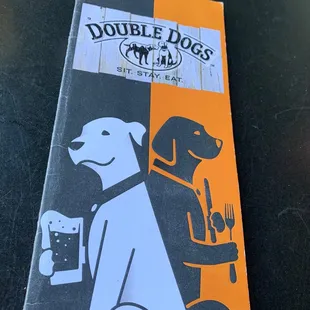 DOUBLE DOGS
SIT. STAY. EAT.